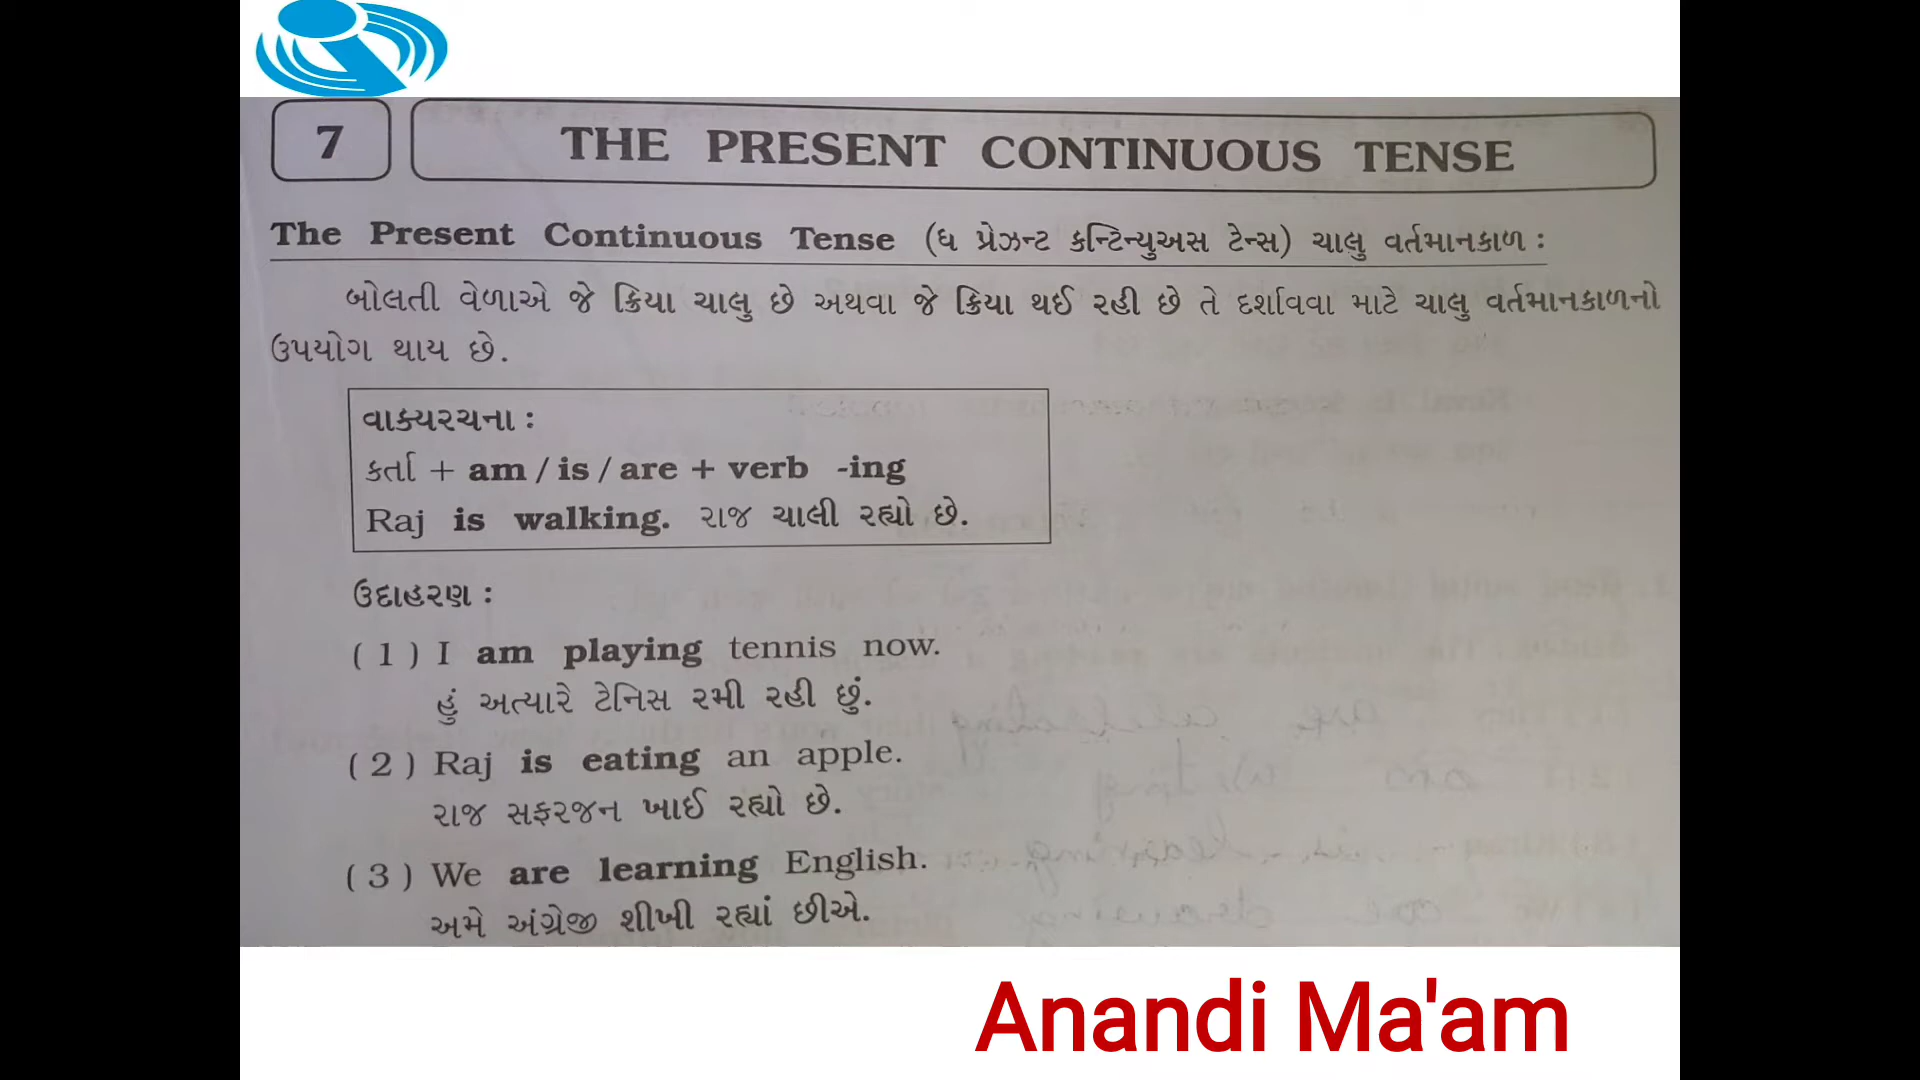 7
THE PRESENT CONTINUOUS TENSE
The Present Continuous Tense (ધ પ્રેઝન્ટ કન્ટિન્યુઅસ ટેન્સ) ચાલુ વર્તમાનકાળ :
બોલતી વેળાએ જે ક્રિયા ચાલુ છે અથવા જે ક્રિયા થઈ રહી છે તે દર્શાવવા માટે ચાલુ વર્તમાનકાળનો
ઉપયોગ થાય છે.
વાક્યરચના :
કર્તા + am / is / are + verb -ing
Raj is walking. રાજ ચાલી રહ્યો છે.
ઉદાહરણ :
( 1 ) I am playing tennis now.
હું અત્યારે ટેનિસ રમી રહી છું.
( 2 ) Raj is eating an apple.
રાજ સફરજન ખાઈ રહ્યો છે.
( 3 ) We are learning English.
અમે અંગ્રેજી શીખી રહ્યાં છીએ.
Anandi Ma'am